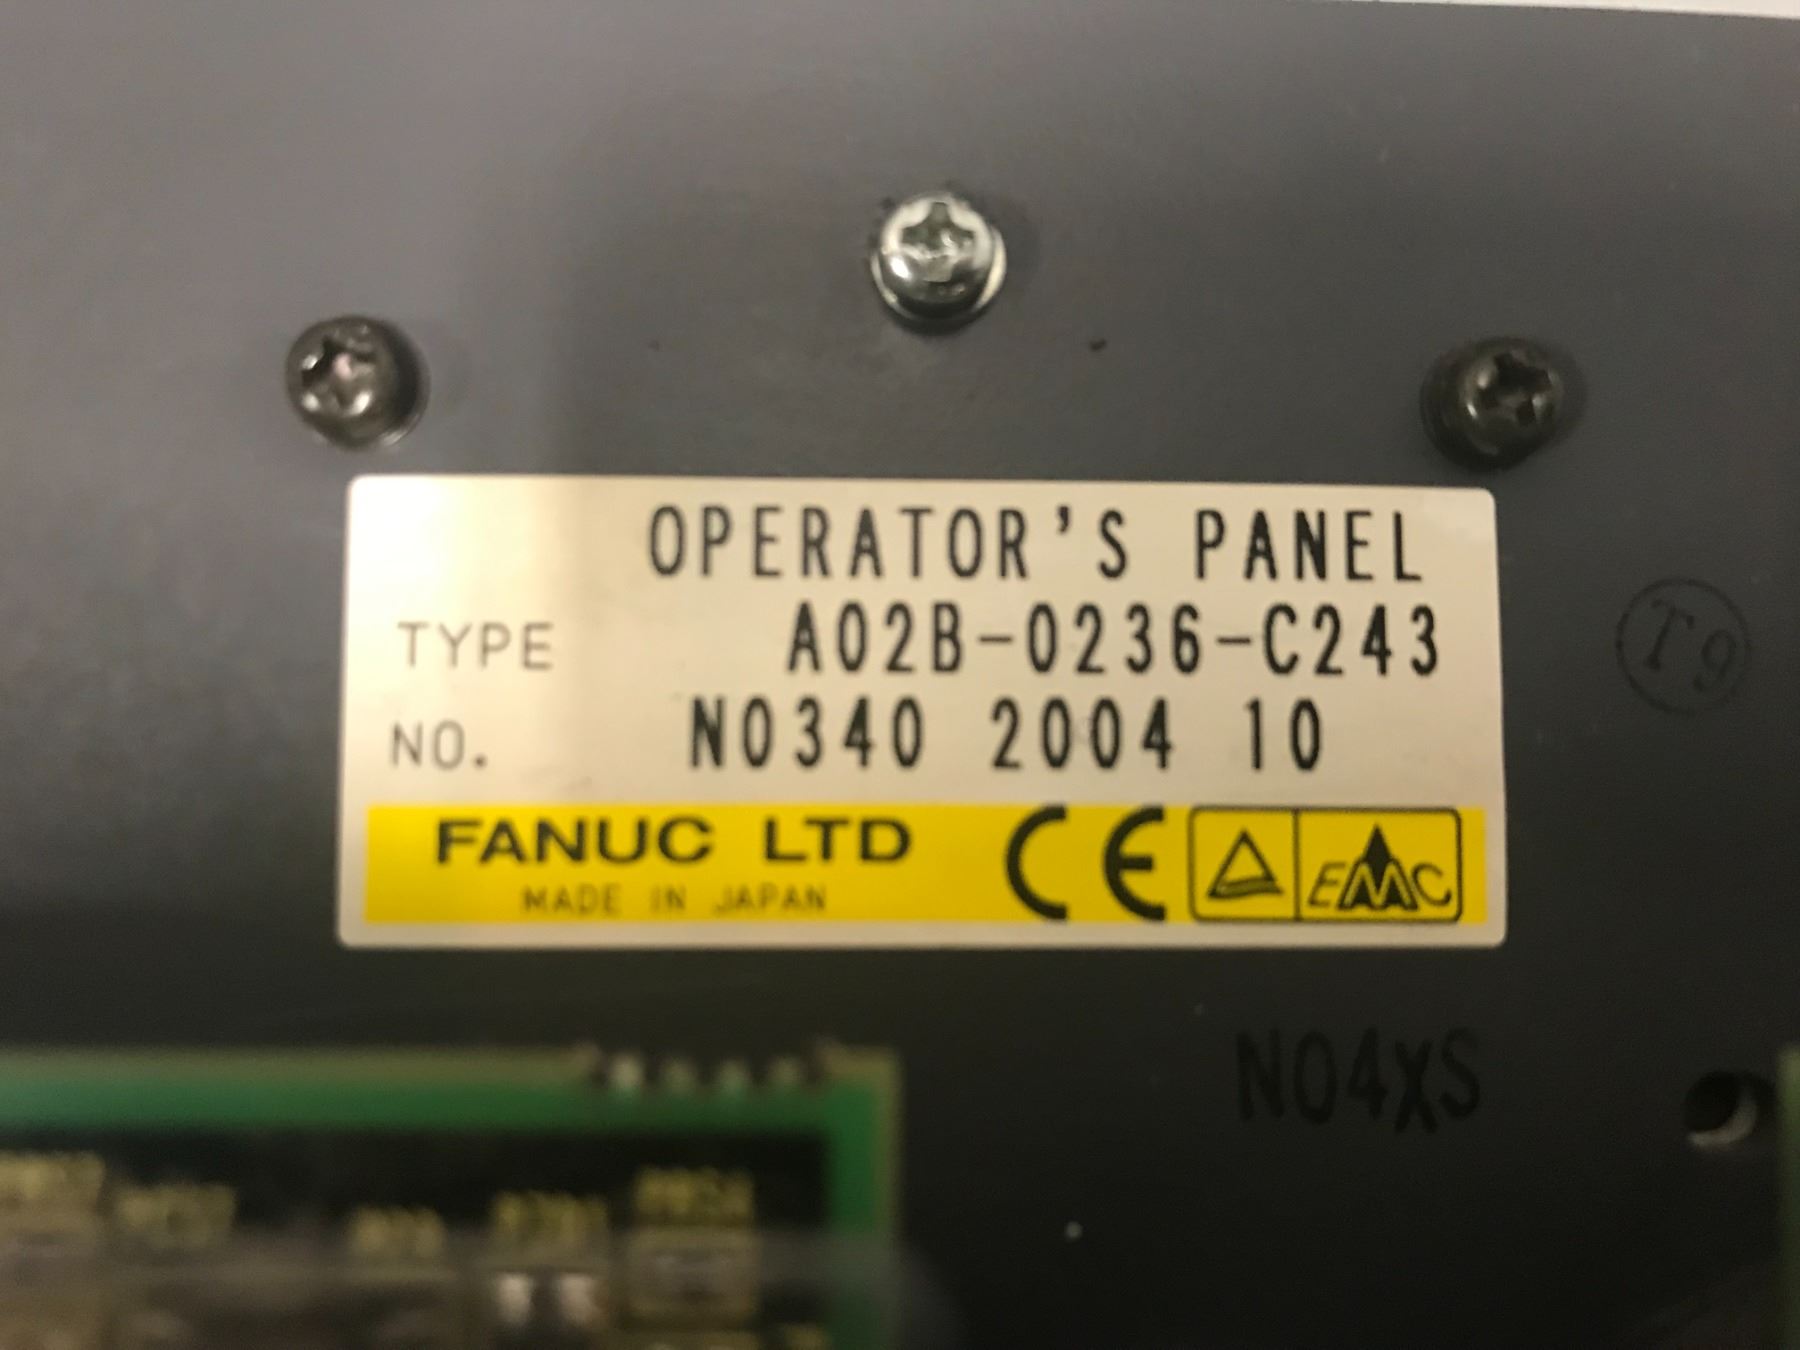 OPERATOR'S PANEL
TYPE A02B-0236-C243
NO. N0340 2004 10
FANUC LTD CE EMC
MADE IN JAPAN
T9
N04XS